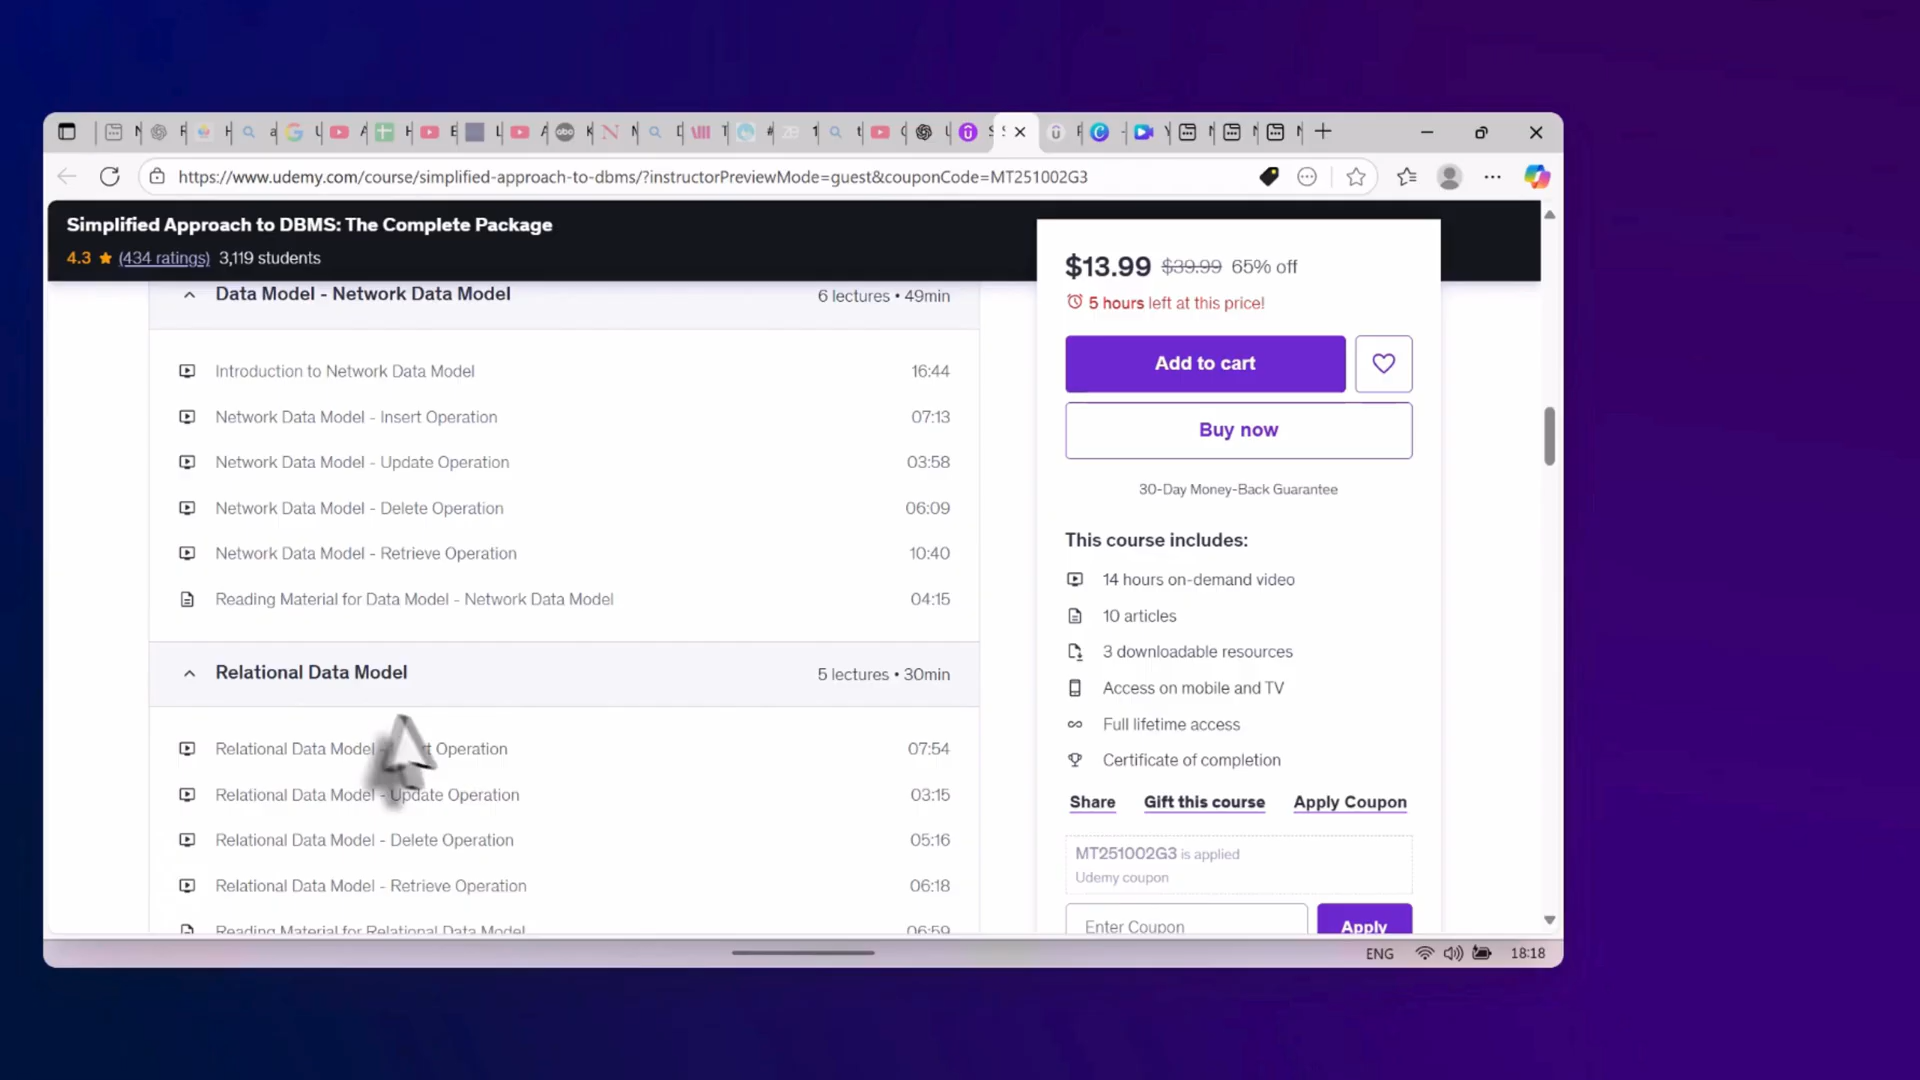 https://www.udemy.com/course/simplified-approach-to-dbms/?instructorPreviewMode=guest&couponCode=MT251002G3
Simplified Approach to DBMS: The Complete Package
4.3 ★ (434 ratings) 3,119 students
Data Model - Network Data Model 6 lectures • 49min
Introduction to Network Data Model 16:44
Network Data Model - Insert Operation 07:13
Network Data Model - Update Operation 03:58
Network Data Model - Delete Operation 06:09
Network Data Model - Retrieve Operation 10:40
Reading Material for Data Model - Network Data Model 04:15
Relational Data Model 5 lectures • 30min
Relational Data Model - Operation 07:54
Relational Data Model - Update Operation 03:15
Relational Data Model - Delete Operation 05:16
Relational Data Model - Retrieve Operation 06:18
Reading Material for Relational Data Model 06:59
$13.99 $39.99 65% off
5 hours left at this price!
Add to cart
Buy now
30-Day Money-Back Guarantee
This course includes:
14 hours on-demand video
10 articles
3 downloadable resources
Access on mobile and TV
Full lifetime access
Certificate of completion
Share Gift this course Apply Coupon
MT251002G3 is applied
Udemy coupon
Enter Coupon Apply
ENG 18:18